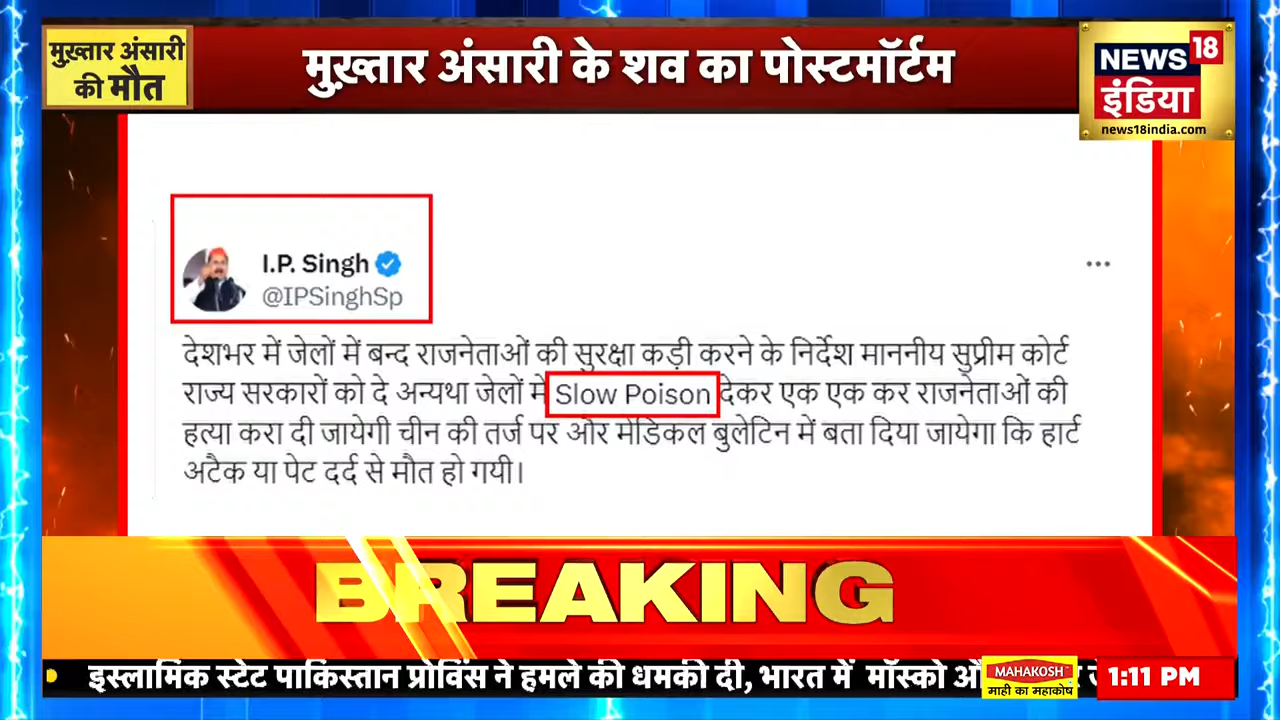 मुख़्तार अंसारी
की मौत
मुख़्तार अंसारी के शव का पोस्टमॉर्टम
NEWS 18
इंडिया
news18india.com
I.P. Singh
@IPSinghSp
देशभर में जेलों में बन्द राजनेताओं की सुरक्षा कड़ी करने के निर्देश माननीय सुप्रीम कोर्ट
राज्य सरकारों को दे अन्यथा जेलों में Slow Poison देकर एक एक कर राजनेताओं की
हत्या करा दी जायेगी चीन की तर्ज पर और मेडिकल बुलेटिन में बता दिया जायेगा कि हार्ट
अटैक या पेट दर्द से मौत हो गयी।
BREAKING
इस्लामिक स्टेट पाकिस्तान प्रोविंस ने हमले की धमकी दी, भारत में मॉस्को
MAHAKOSH
माही का महाकोष
1:11 PM